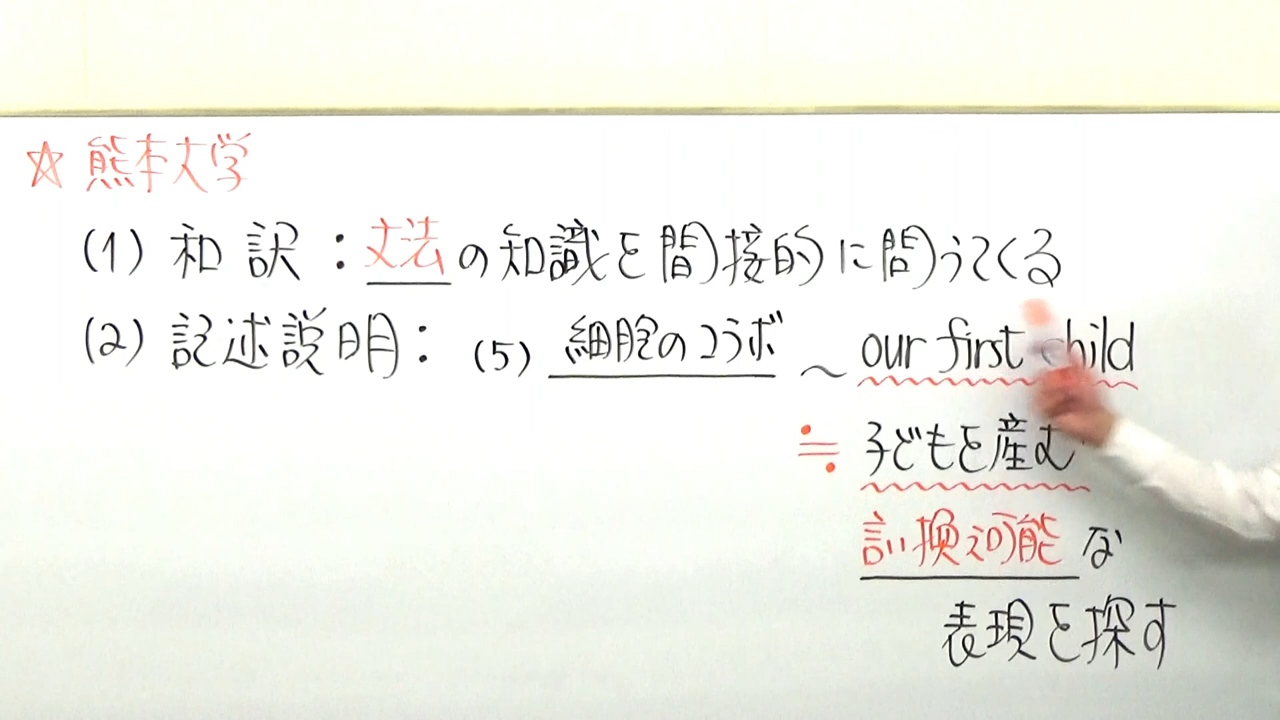 ☆ 熊本大学
(1) 和訳：文法の知識を間接的に問うてくる
(2) 記述説明：(5) 細胞のコラボ ～ our first child
≒ 子どもを産む
言い換え可能な
表現を探す